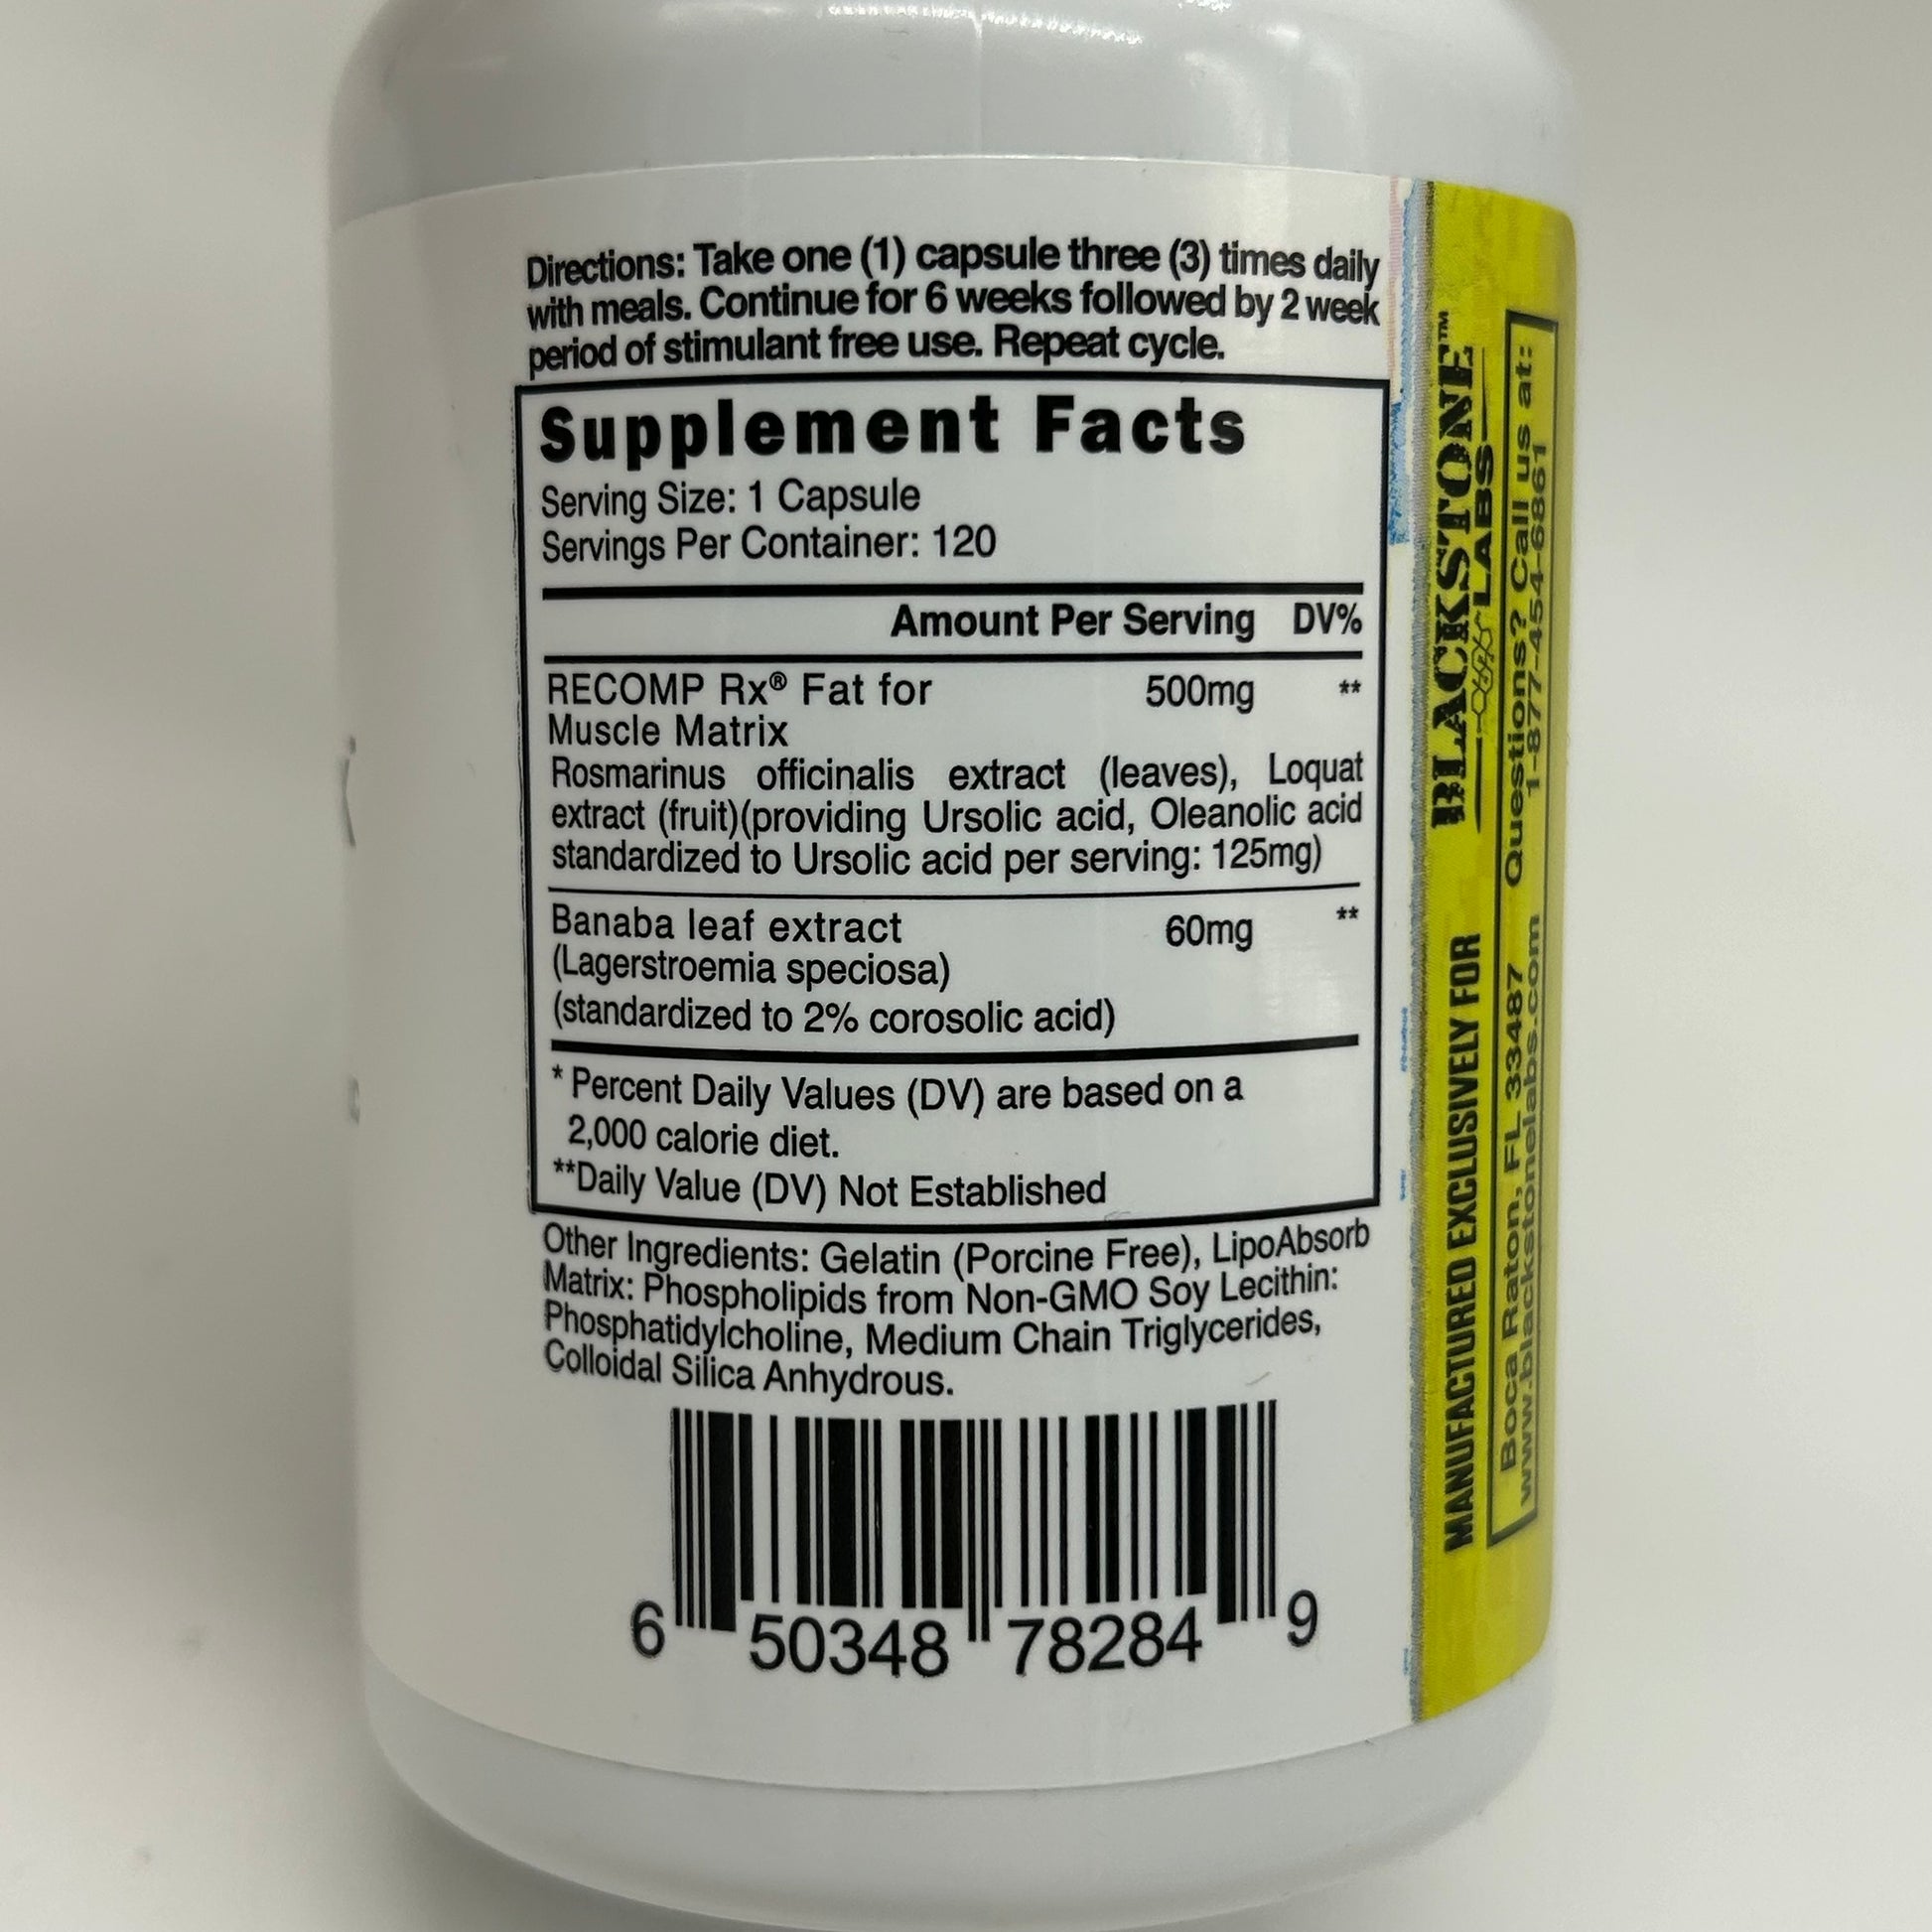 Directions: Take one (1) capsule three (3) times daily
with meals. Continue for 6 weeks followed by 2 week
period of stimulant free use. Repeat cycle.
Supplement Facts
Serving Size: 1 Capsule
Servings Per Container: 120
Amount Per Serving DV%
RECOMP Rx® Fat for 500mg **
Muscle Matrix
Rosmarinus officinalis extract (leaves), Loquat
extract (fruit)(providing Ursolic acid, Oleanolic acid
standardized to Ursolic acid per serving: 125mg)
Banaba leaf extract 60mg **
(Lagerstroemia speciosa)
(standardized to 2% corosolic acid)
* Percent Daily Values (DV) are based on a
2,000 calorie diet.
**Daily Value (DV) Not Established
Other Ingredients: Gelatin (Porcine Free), LipoAbsorb
Matrix: Phospholipids from Non-GMO Soy Lecithin:
Phosphatidylcholine, Medium Chain Triglycerides,
Colloidal Silica Anhydrous.
6 50348 78284 9
MANUFACTURED EXCLUSIVELY FOR
BLACKSTONE™
LABS
Boca Raton, FL 33487 Questions? Call us at:
www.blackstonelabs.com 1-877-454-6861